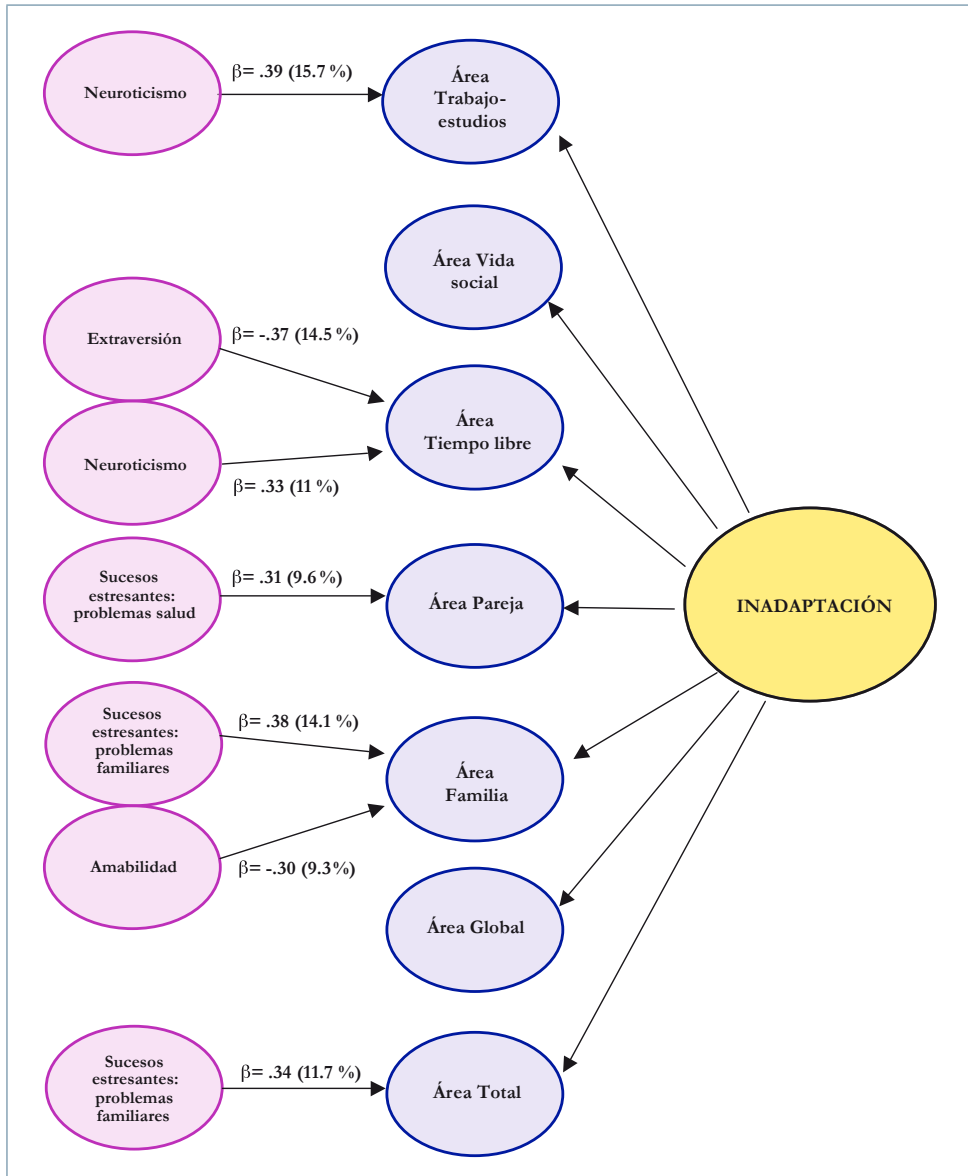 Neuroticismo
β= .39 (15.7 %)
Área
Trabajo-
estudios
Área Vida
social
Extraversión
β= -.37 (14.5 %)
Área
Tiempo libre
Neuroticismo
β= .33 (11 %)
Sucesos
estresantes:
problemas salud
β= .31 (9.6 %)
Área Pareja
INADAPTACIÓN
Sucesos
estresantes:
problemas
familiares
β= .38 (14.1 %)
Área
Familia
Amabilidad
β= -.30 (9.3%)
Área Global
Sucesos
estresantes:
problemas
familiares
β= .34 (11.7 %)
Área Total